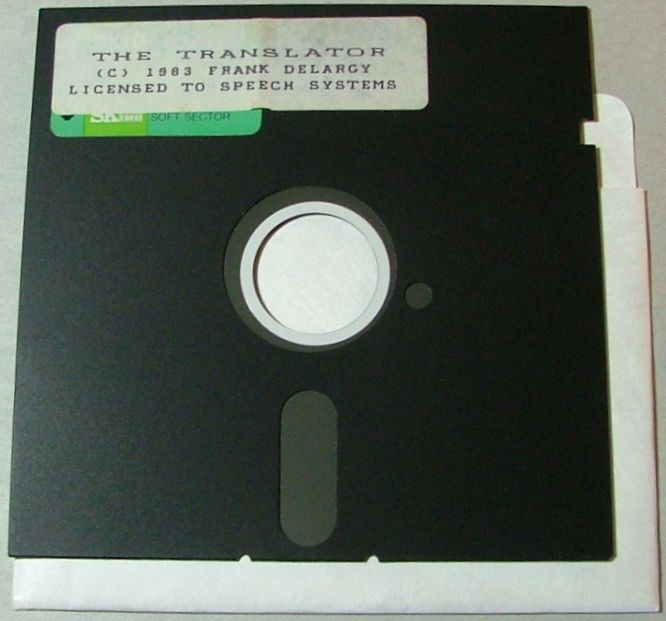 THE TRANSLATOR
(C) 1983 FRANK DELARGY
LICENSED TO SPEECH SYSTEMS
SOFT SECTOR